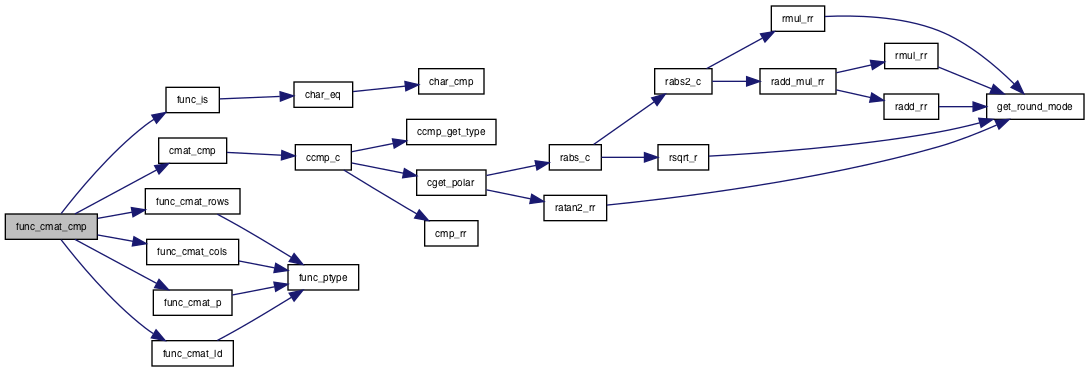 func_cmat_cmp
func_is
cmat_cmp
func_cmat_rows
func_cmat_cols
func_cmat_p
func_cmat_ld
char_eq
ccmp_c
func_ptype
char_cmp
ccmp_get_type
cget_polar
cmp_rr
rabs_c
ratan2_rr
rabs2_c
rsqrt_r
rmul_rr
radd_mul_rr
rmul_rr
radd_rr
get_round_mode